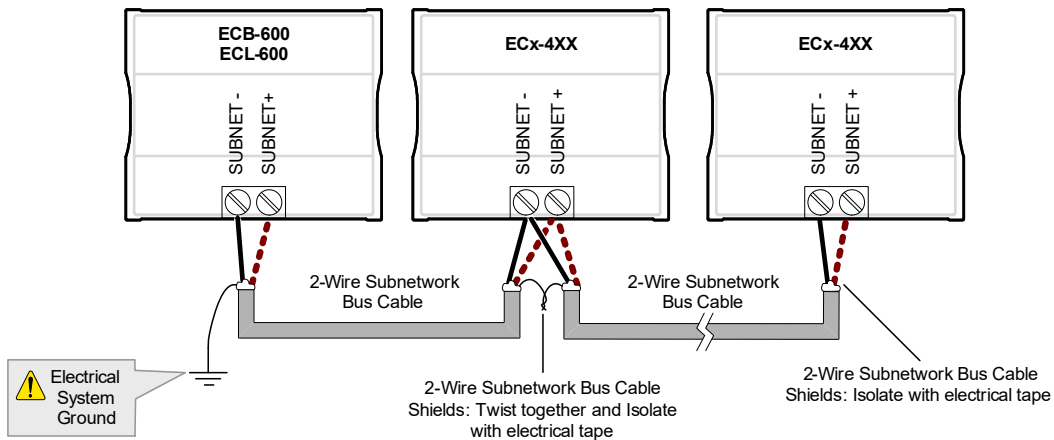 ECB-600
ECL-600
SUBNET -
SUBNET+
ECx-4XX
SUBNET -
SUBNET +
ECx-4XX
SUBNET -
SUBNET+
2-Wire Subnetwork
Bus Cable
2-Wire Subnetwork
Bus Cable
Electrical
System
Ground
2-Wire Subnetwork Bus Cable
Shields: Twist together and Isolate
with electrical tape
2-Wire Subnetwork Bus Cable
Shields: Isolate with electrical tape